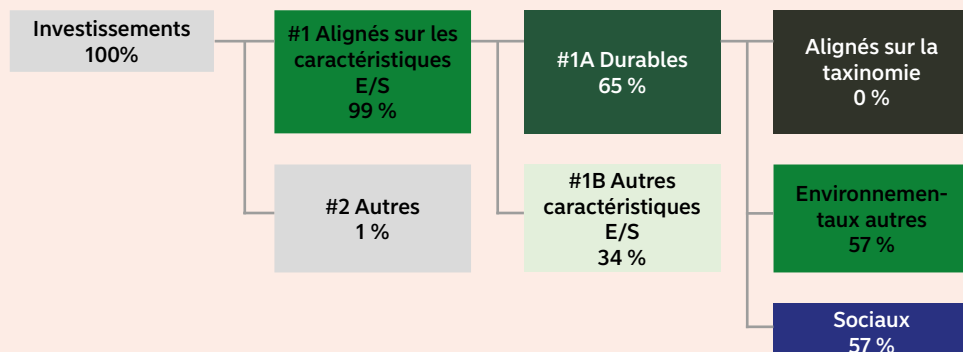 Investissements
100%
#1 Alignés sur les
caractéristiques
E/S
99 %
#1A Durables
65 %
Alignés sur la
taxinomie
0 %
#2 Autres
1 %
#1B Autres
caractéristiques
E/S
34 %
Environnemen-
taux autres
57 %
Sociaux
57 %